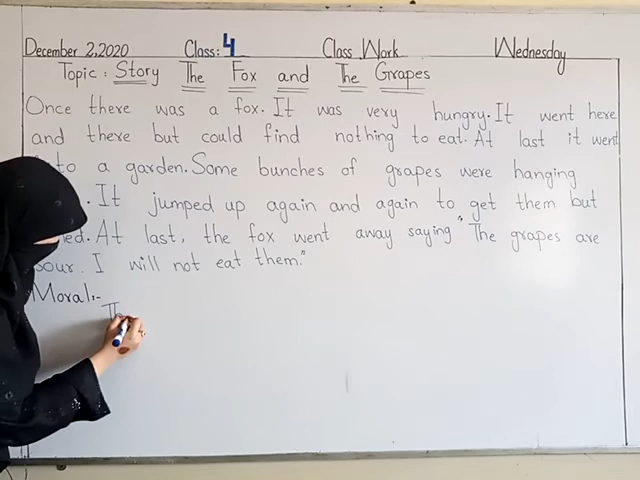 December 2,2020 Class: 4 Class Work Wednesday
Topic : Story The Fox and The Grapes
Once there was a fox. It was very hungry. It went here
and there but could find nothing to eat. At last it went
a garden. Some bunches of grapes were hanging
It jumped up again and again to get them but
At last, the fox went away saying "The grapes are
sour. I will not eat them."
Moral:-